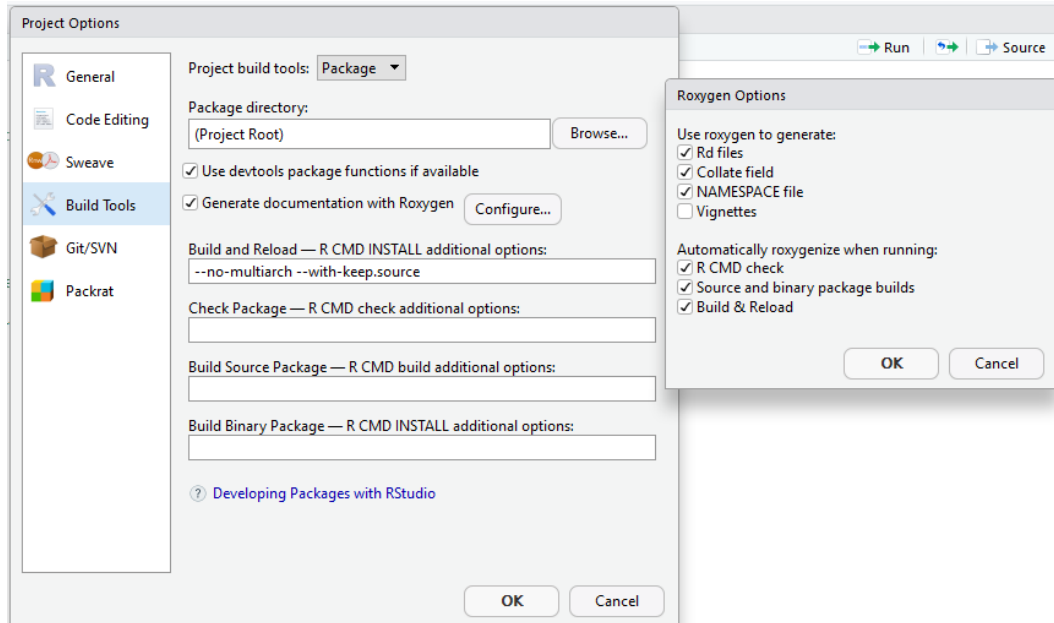 Project Options
General
Code Editing
Sweave
Build Tools
Git/SVN
Packrat
Project build tools: Package
Package directory:
(Project Root)
Browse...
Use devtools package functions if available
Generate documentation with Roxygen
Configure...
Build and Reload — R CMD INSTALL additional options:
--no-multiarch --with-keep.source
Check Package — R CMD check additional options:
Build Source Package — R CMD build additional options:
Build Binary Package — R CMD INSTALL additional options:
? Developing Packages with RStudio
OK
Cancel
Run
Source
Roxygen Options
Use roxygen to generate:
Rd files
Collate field
NAMESPACE file
Vignettes
Automatically roxygenize when running:
R CMD check
Source and binary package builds
Build & Reload
OK
Cancel